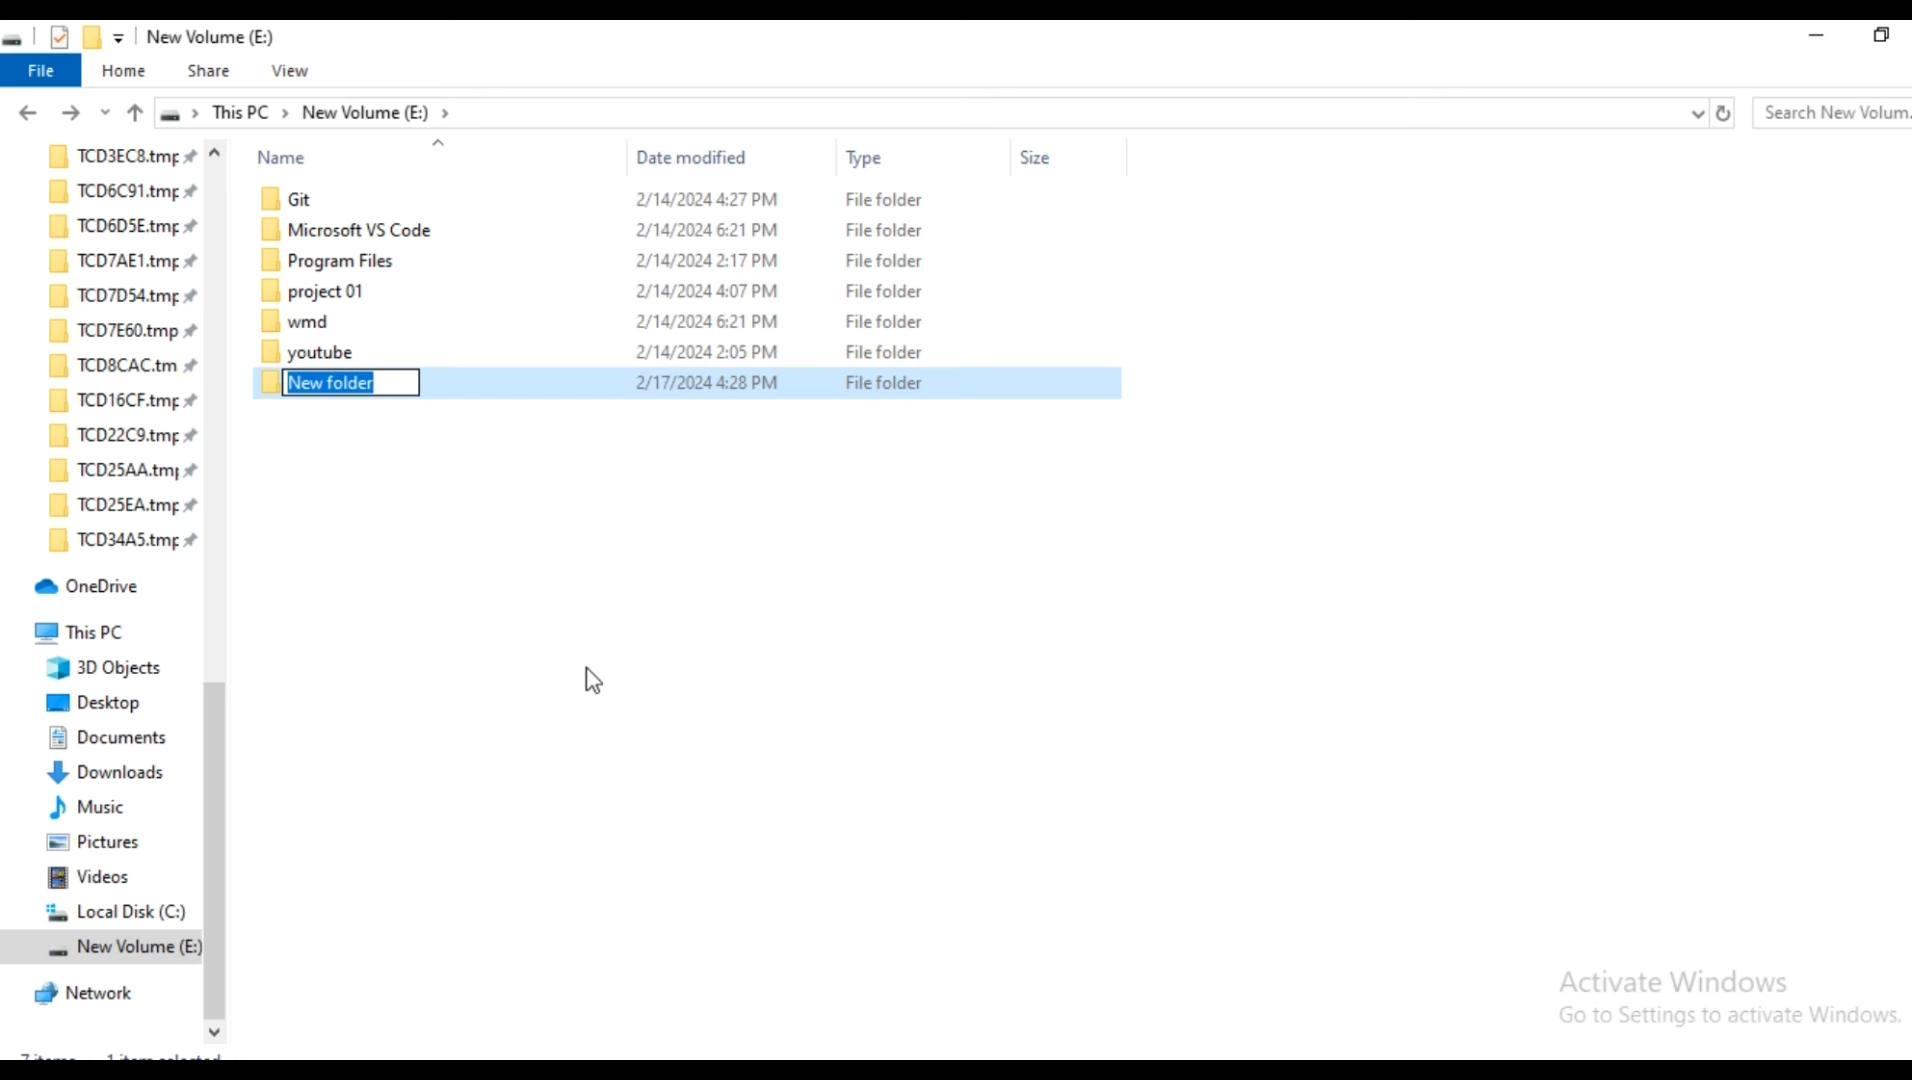 New Volume (E:)
File Home Share View
This PC New Volume (E:) Search New Volum
Name Date modified Type Size
TCD3EC8.tmp
TCD6C91.tmp
TCD6D5E.tmp
TCD7AE1.tmp
TCD7D54.tmp
TCD7E60.tmp
TCD8CAC.tm
TCD16CF.tmp
TCD22C9.tmp
TCD25AA.tmp
TCD25EA.tmp
TCD34A5.tmp
OneDrive
This PC
3D Objects
Desktop
Documents
Downloads
Music
Pictures
Videos
Local Disk (C:)
New Volume (E:)
Network
Git 2/14/2024 4:27 PM File folder
Microsoft VS Code 2/14/2024 6:21 PM File folder
Program Files 2/14/2024 2:17 PM File folder
project 01 2/14/2024 4:07 PM File folder
wmd 2/14/2024 6:21 PM File folder
youtube 2/14/2024 2:05 PM File folder
New folder 2/17/2024 4:28 PM File folder
Activate Windows
Go to Settings to activate Windows.
7 items 1 item selected